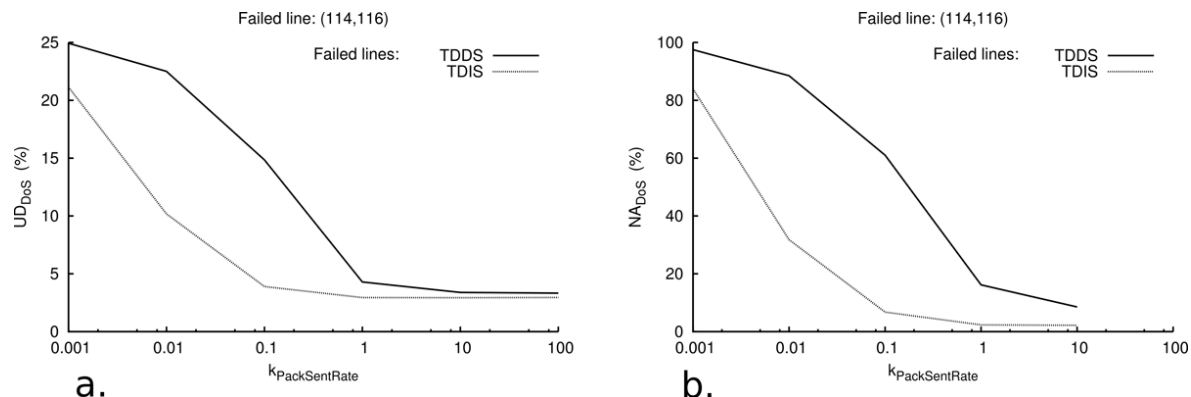 Failed line: (114,116)
Failed lines: TDDS
TDIS
25
20
15
10
5
0
UD_DoS (%)
0.001 0.01 0.1 1 10 100
k_PackSentRate
a.
Failed line: (114,116)
Failed lines: TDDS
TDIS
100
80
60
40
20
0
NA_DoS (%)
0.001 0.01 0.1 1 10 100
k_PackSentRate
b.